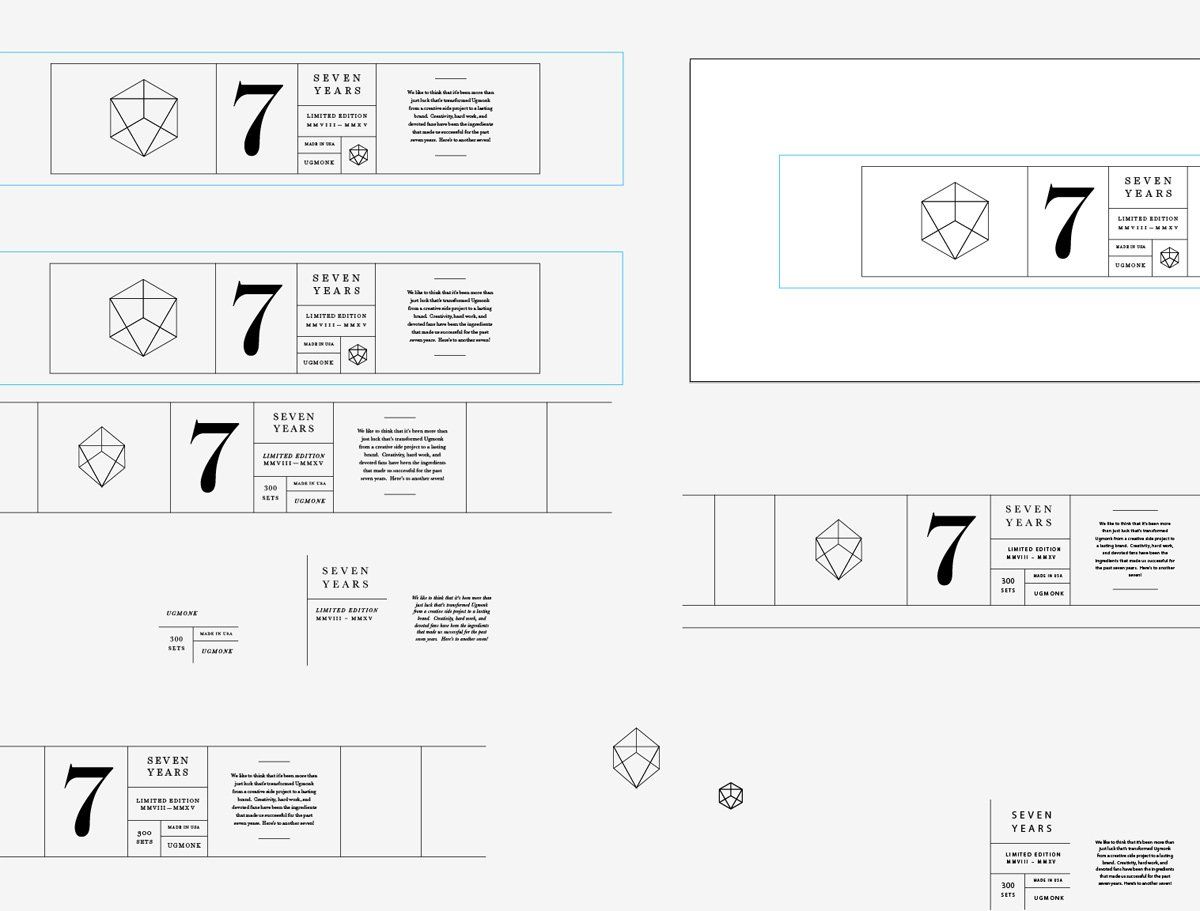 7
SEVEN
YEARS
LIMITED EDITION
MMVIII—MMXV
MADE IN USA
UGMONK
We like to think that it's been more than
just luck that's transformed Ugmonk
from a creative side project to a lasting
brand. Creativity, hard work, and
devoted fans have been the ingredients
that made us successful for the past
seven years. Here's to another seven!
7
SEVEN
YEARS
LIMITED EDITION
MMVIII—MMXV
MADE IN USA
UGMONK
7
SEVEN
YEARS
LIMITED EDITION
MMVIII—MMXV
MADE IN USA
UGMONK
We like to think that it's been more than
just luck that's transformed Ugmonk
from a creative side project to a lasting
brand. Creativity, hard work, and
devoted fans have been the ingredients
that made us successful for the past
seven years. Here's to another seven!
7
SEVEN
YEARS
LIMITED EDITION
MMVIII—MMXV
300
SETS
MADE IN USA
UGMONK
We like to think that it's been more than
just luck that's transformed Ugmonk
from a creative side project to a lasting
brand. Creativity, hard work, and
devoted fans have been the ingredients
that made us successful for the past
seven years. Here's to another seven!
7
SEVEN
YEARS
LIMITED EDITION
MMVIII – MMXV
300
SETS
MADE IN USA
UGMONK
We like to think that it's been more
than just luck that's transformed
Ugmonk from a creative side project to
a lasting brand. Creativity, hard work,
and devoted fans have been the
ingredients that made us successful for
the past seven years. Here's to another
seven!
UGMONK
300
SETS
MADE IN USA
UGMONK
SEVEN
YEARS
LIMITED EDITION
MMVIII – MMXV
We like to think that it's been more than
just luck that's transformed Ugmonk
from a creative side project to a lasting
brand. Creativity, hard work, and
devoted fans have been the ingredients
that made us successful for the past
seven years. Here's to another seven!
7
SEVEN
YEARS
LIMITED EDITION
MMVIII—MMXV
300
SETS
MADE IN USA
UGMONK
We like to think that it's been more than
just luck that's transformed Ugmonk
from a creative side project to a lasting
brand. Creativity, hard work, and
devoted fans have been the ingredients
that made us successful for the past
seven years. Here's to another seven!
SEVEN
YEARS
LIMITED EDITION
MMVIII – MMXV
300
SETS
MADE IN USA
UGMONK
We like to think that it's been more than
just luck that's transformed Ugmonk
from a creative side project to a lasting
brand. Creativity, hard work, and
devoted fans have been the ingredients
that made us successful for the past
seven years. Here's to another seven!